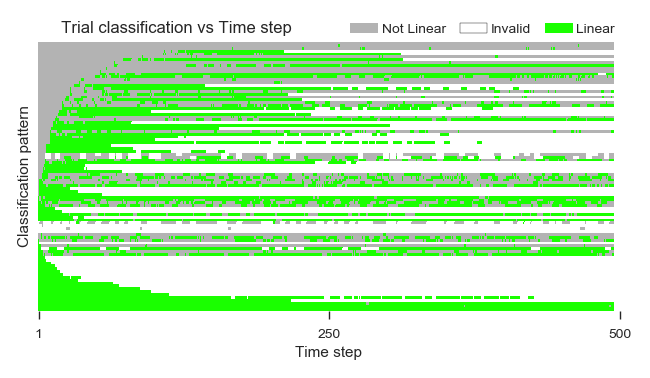 Trial classification vs Time step
Not Linear
Invalid
Linear
Classification pattern
1
250
500
Time step